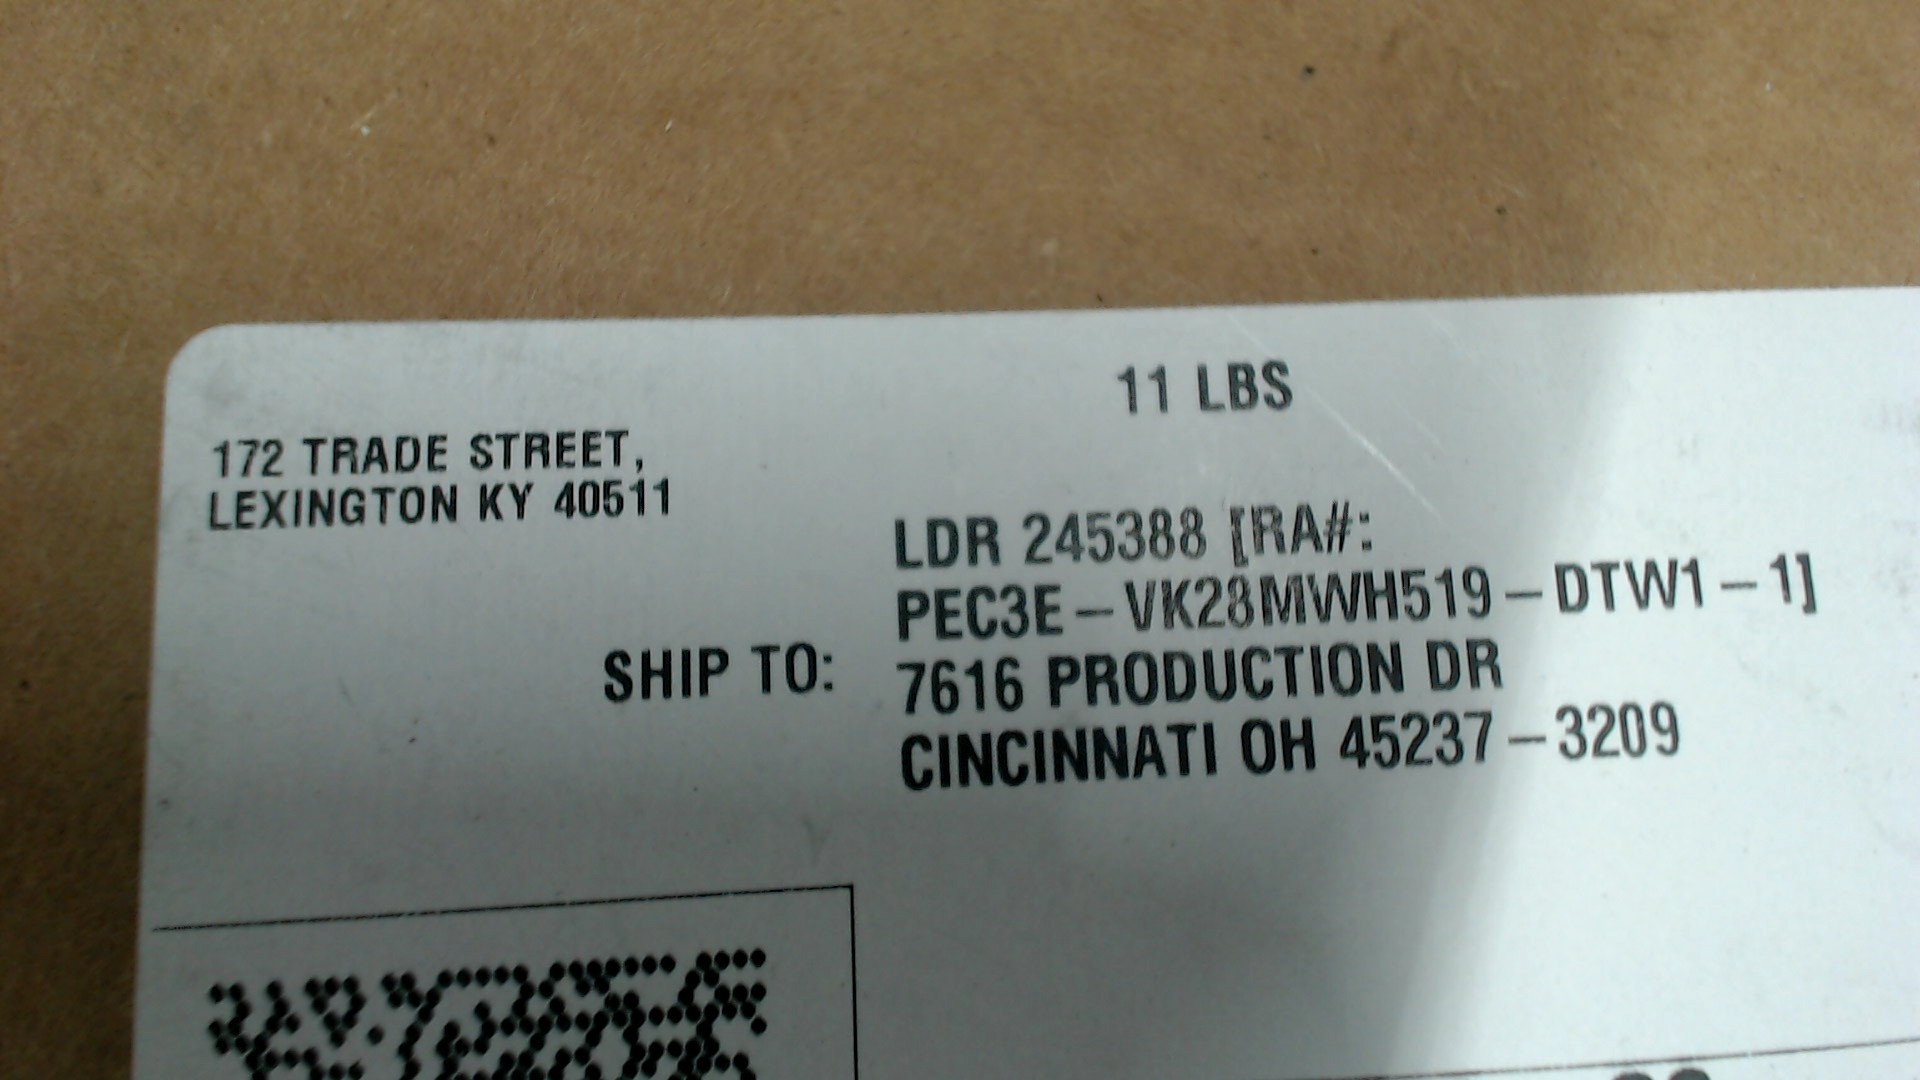 11 LBS
172 TRADE STREET,
LEXINGTON KY 40511
LDR 245388 [RA#:
PEC3E-VK28MWH519-DTW1-1]
SHIP TO: 7616 PRODUCTION DR
CINCINNATI OH 45237-3209